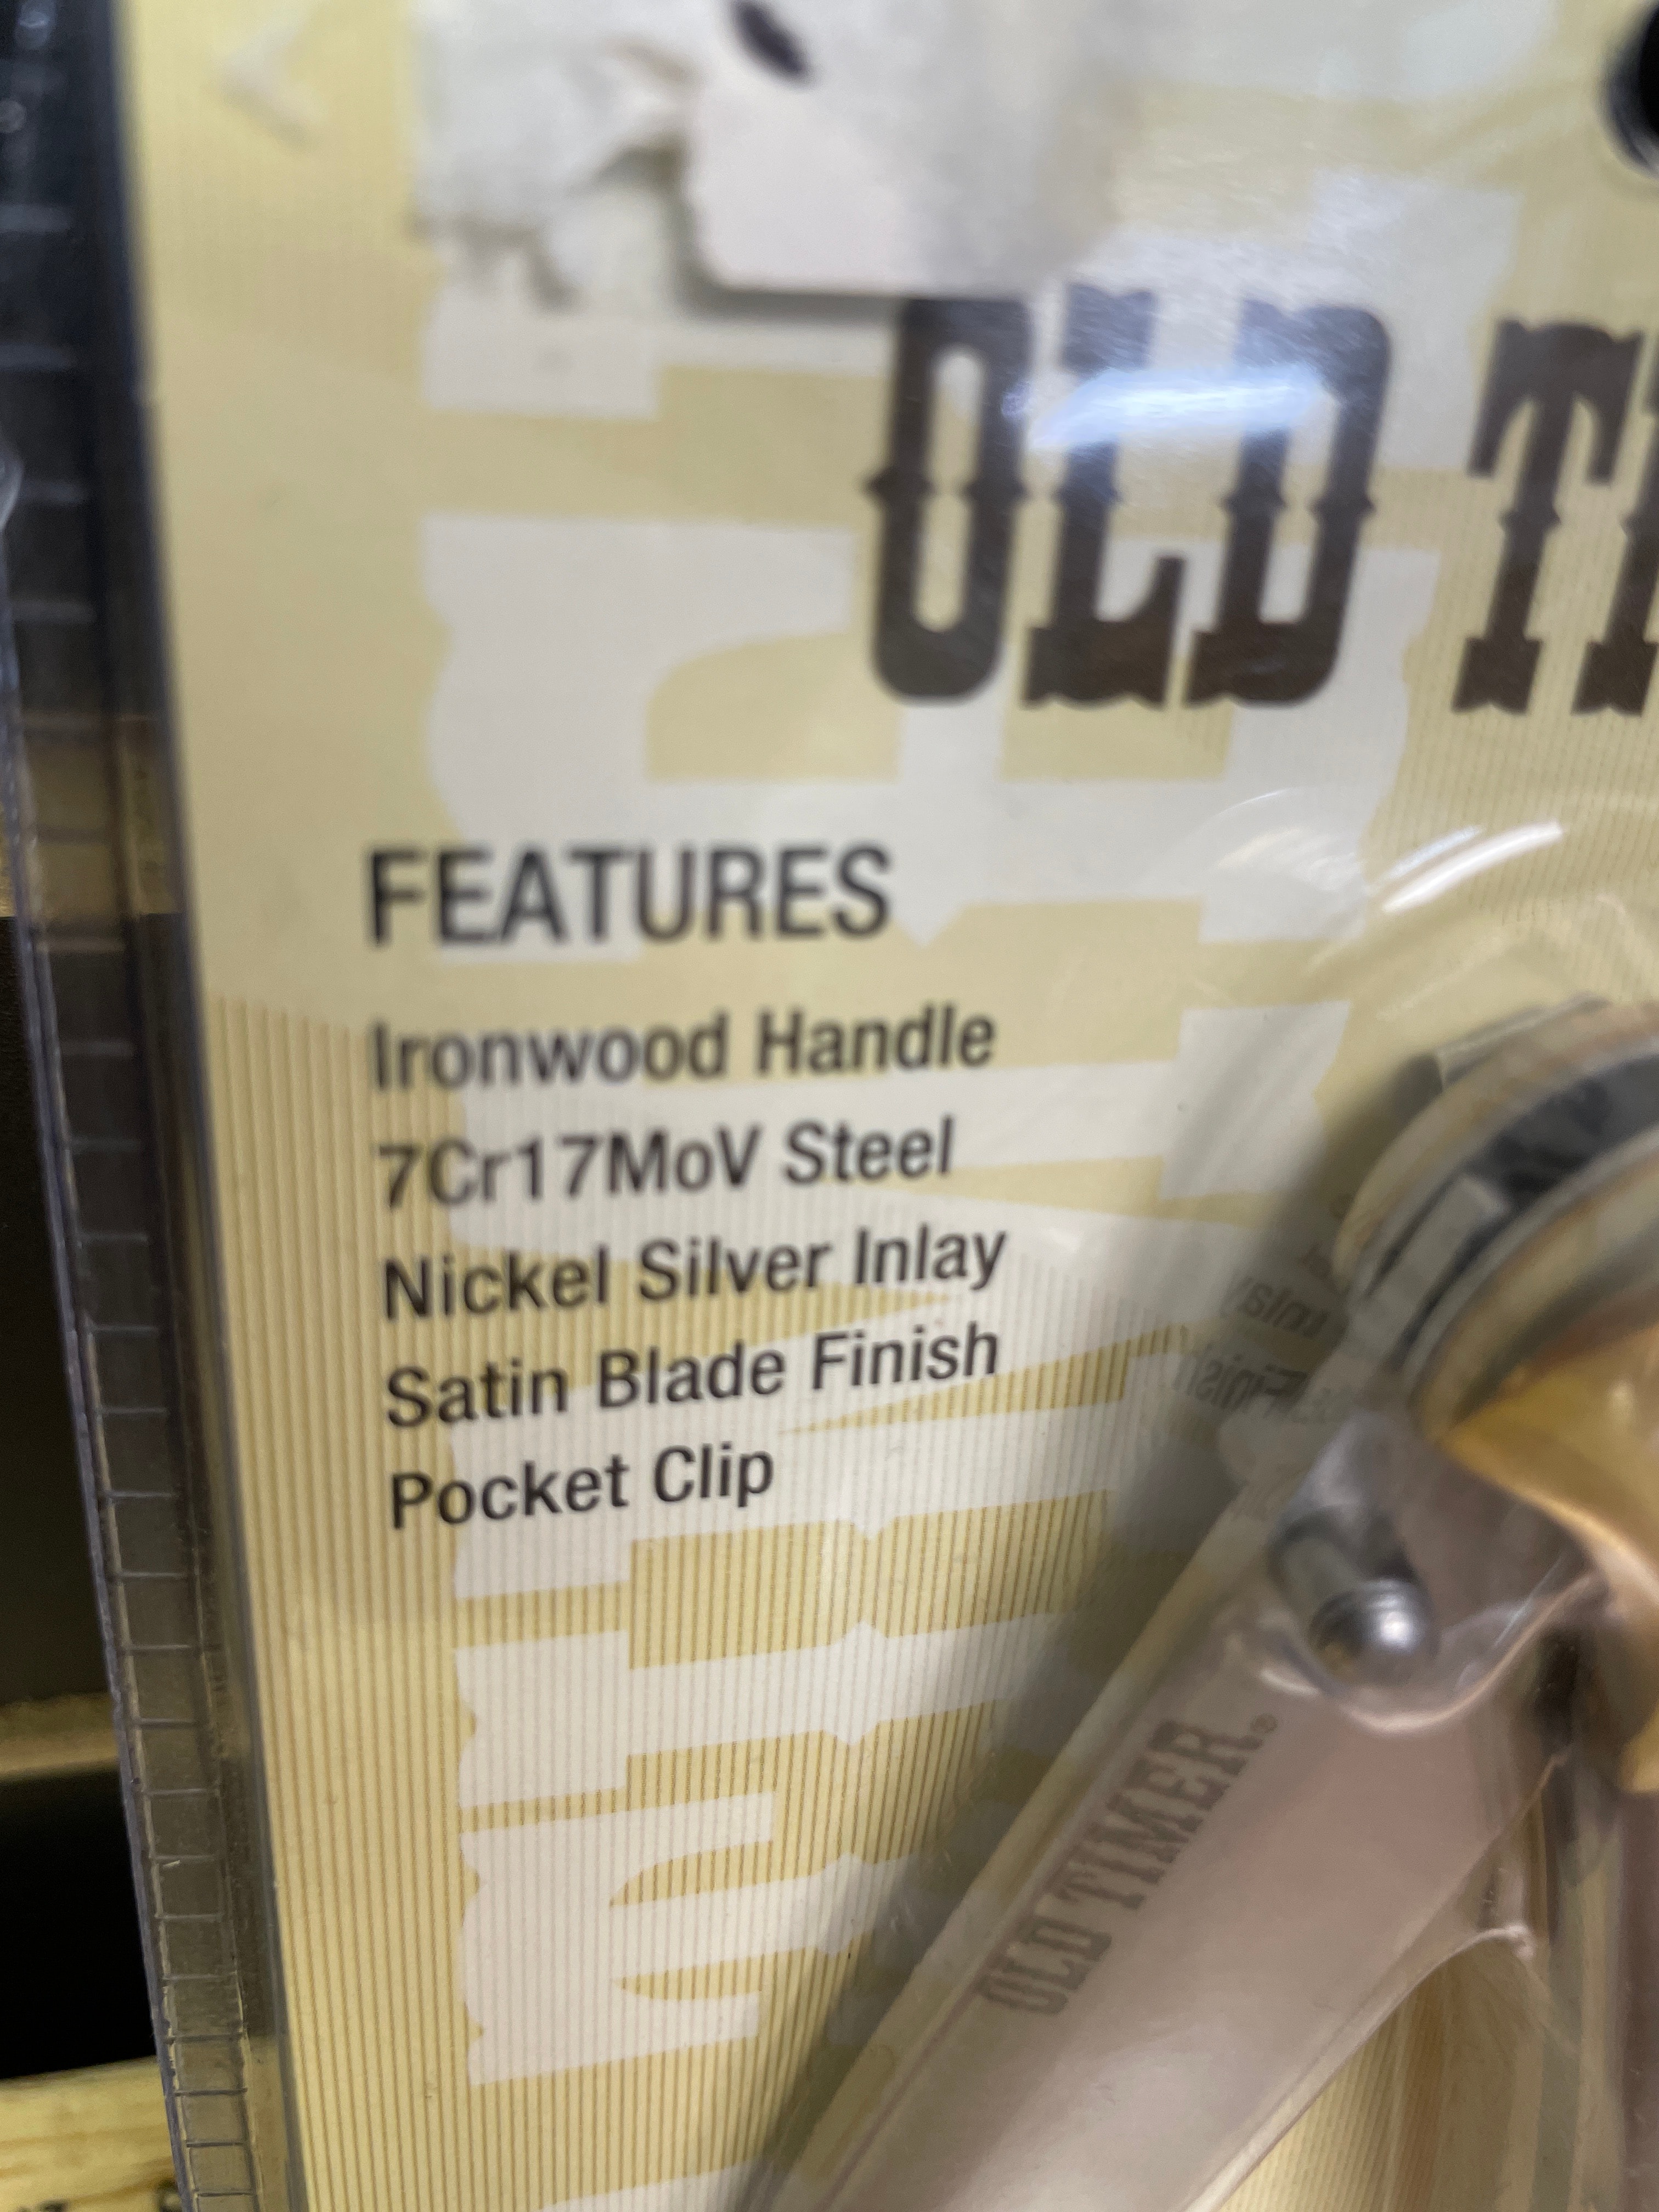 OLD
FEATURES
Ironwood Handle
7Cr17MoV Steel
Nickel Silver Inlay
Satin Blade Finish
Pocket Clip
OLD TIMER®